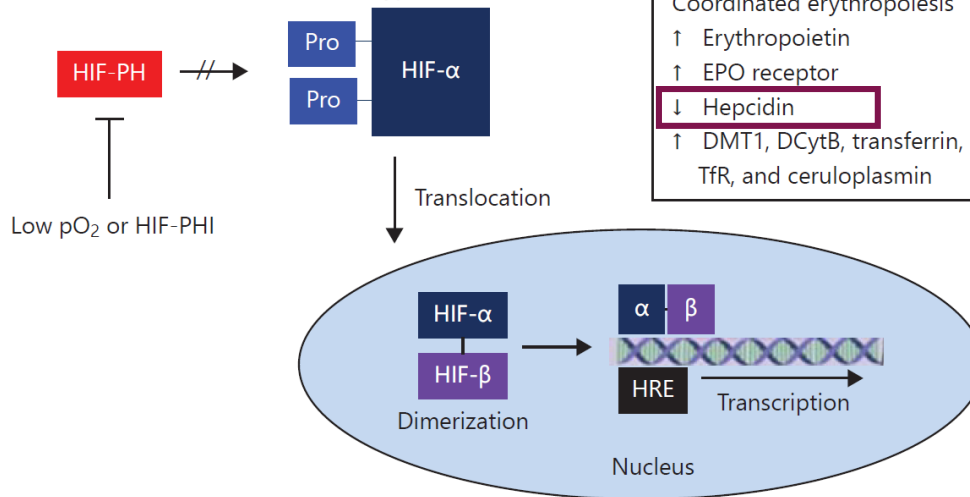 Coordinated erythropoiesis
↑ Erythropoietin
↑ EPO receptor
↓ Hepcidin
↑ DMT1, DCytB, transferrin,
TfR, and ceruloplasmin
HIF-PH
Pro
Pro
HIF-α
Low pO₂ or HIF-PHI
Translocation
HIF-α
HIF-β
Dimerization
α
β
HRE
Transcription
Nucleus